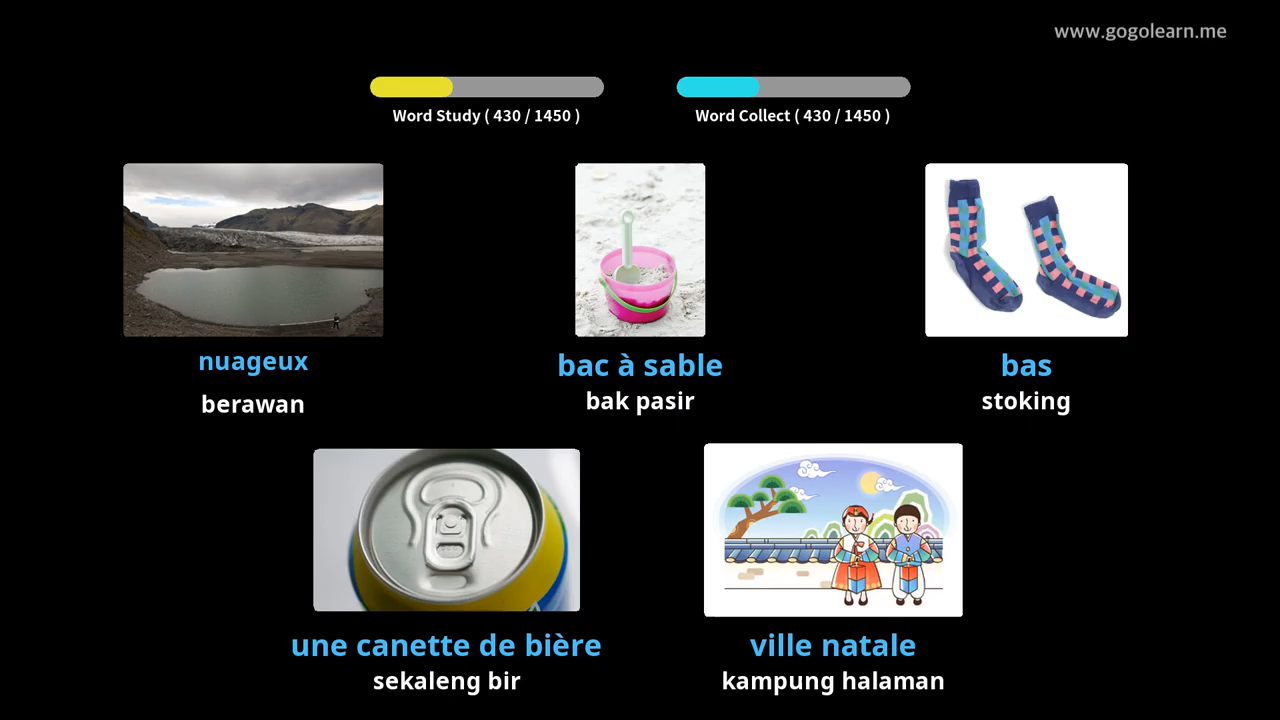 www.gogolearn.me
Word Study ( 430 / 1450 )
Word Collect ( 430 / 1450 )
nuageux
berawan
bac à sable
bak pasir
bas
stoking
une canette de bière
sekaleng bir
ville natale
kampung halaman